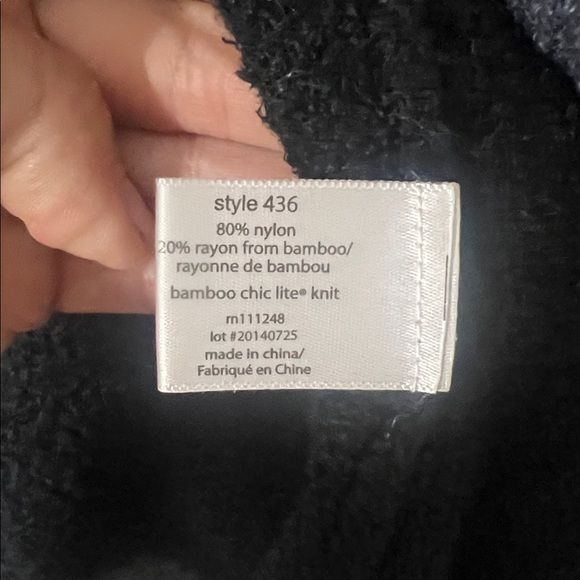 style 436
80% nylon
20% rayon from bamboo/
rayonne de bambou
bamboo chic lite® knit
rn111248
lot #20140725
made in china/
Fabriqué en Chine